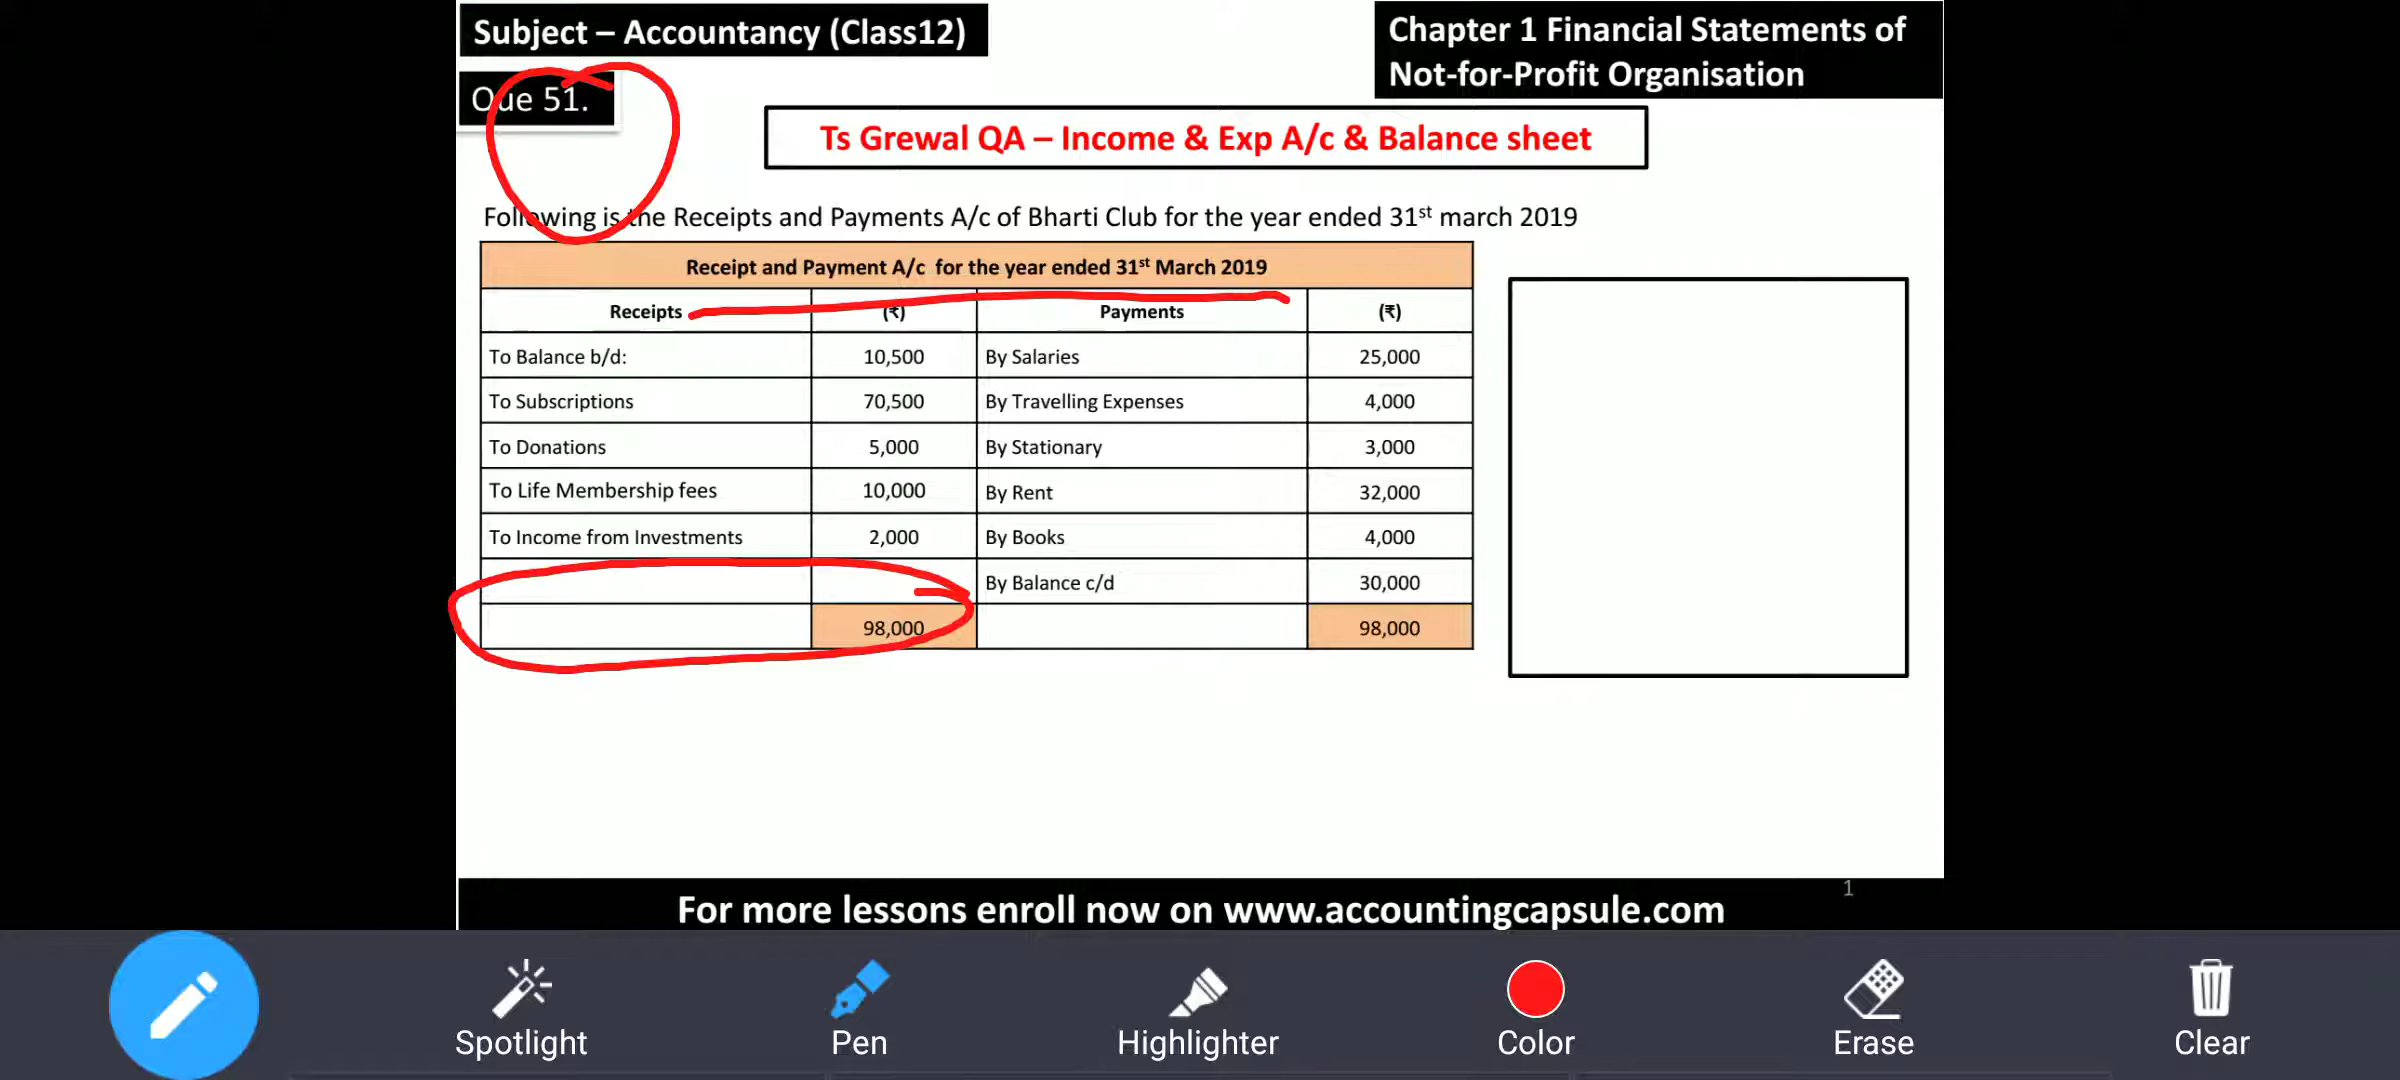 Subject – Accountancy (Class12)
Chapter 1 Financial Statements of
Not-for-Profit Organisation
Que 51.
Ts Grewal QA – Income & Exp A/c & Balance sheet
Following is the Receipts and Payments A/c of Bharti Club for the year ended 31st march 2019
Receipt and Payment A/c for the year ended 31st March 2019
Receipts (₹) Payments (₹)
To Balance b/d: 10,500 By Salaries 25,000
To Subscriptions 70,500 By Travelling Expenses 4,000
To Donations 5,000 By Stationary 3,000
To Life Membership fees 10,000 By Rent 32,000
To Income from Investments 2,000 By Books 4,000
By Balance c/d 30,000
98,000 98,000
1
For more lessons enroll now on www.accountingcapsule.com
Spotlight Pen Highlighter Color Erase Clear